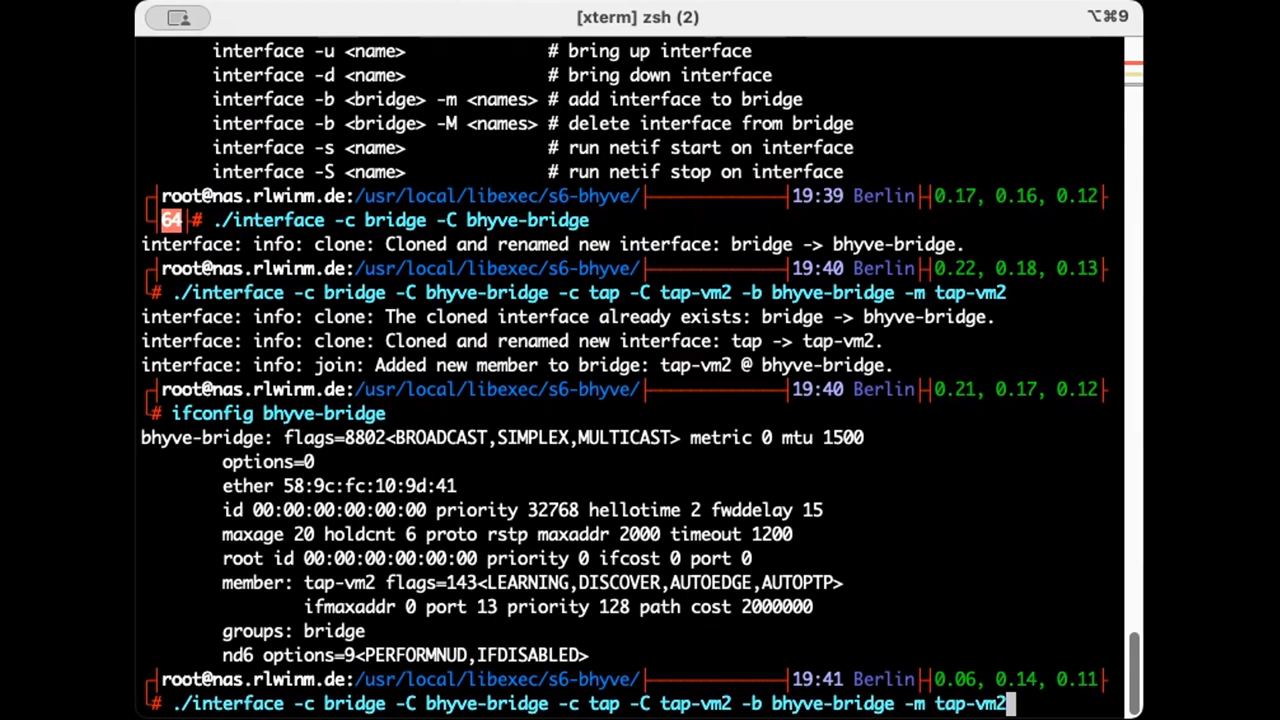 [xterm] zsh (2)
⌥⌘9
interface -u <name> # bring up interface
interface -d <name> # bring down interface
interface -b <bridge> -m <names> # add interface to bridge
interface -b <bridge> -M <names> # delete interface from bridge
interface -s <name> # run netif start on interface
interface -S <name> # run netif stop on interface
root@nas.rlwinm.de:/usr/local/libexec/s6-bhyve/ 19:39 Berlin 0.17, 0.16, 0.12
64 # ./interface -c bridge -C bhyve-bridge
interface: info: clone: Cloned and renamed new interface: bridge -> bhyve-bridge.
root@nas.rlwinm.de:/usr/local/libexec/s6-bhyve/ 19:40 Berlin 0.22, 0.18, 0.13
# ./interface -c bridge -C bhyve-bridge -c tap -C tap-vm2 -b bhyve-bridge -m tap-vm2
interface: info: clone: The cloned interface already exists: bridge -> bhyve-bridge.
interface: info: clone: Cloned and renamed new interface: tap -> tap-vm2.
interface: info: join: Added new member to bridge: tap-vm2 @ bhyve-bridge.
root@nas.rlwinm.de:/usr/local/libexec/s6-bhyve/ 19:40 Berlin 0.21, 0.17, 0.12
# ifconfig bhyve-bridge
bhyve-bridge: flags=8802<BROADCAST,SIMPLEX,MULTICAST> metric 0 mtu 1500
options=0
ether 58:9c:fc:10:9d:41
id 00:00:00:00:00:00 priority 32768 hellotime 2 fwddelay 15
maxage 20 holdcnt 6 proto rstp maxaddr 2000 timeout 1200
root id 00:00:00:00:00:00 priority 0 ifcost 0 port 0
member: tap-vm2 flags=143<LEARNING,DISCOVER,AUTOEDGE,AUTOPTP>
ifmaxaddr 0 port 13 priority 128 path cost 2000000
groups: bridge
nd6 options=9<PERFORMNUD,IFDISABLED>
root@nas.rlwinm.de:/usr/local/libexec/s6-bhyve/ 19:41 Berlin 0.06, 0.14, 0.11
# ./interface -c bridge -C bhyve-bridge -c tap -C tap-vm2 -b bhyve-bridge -m tap-vm2